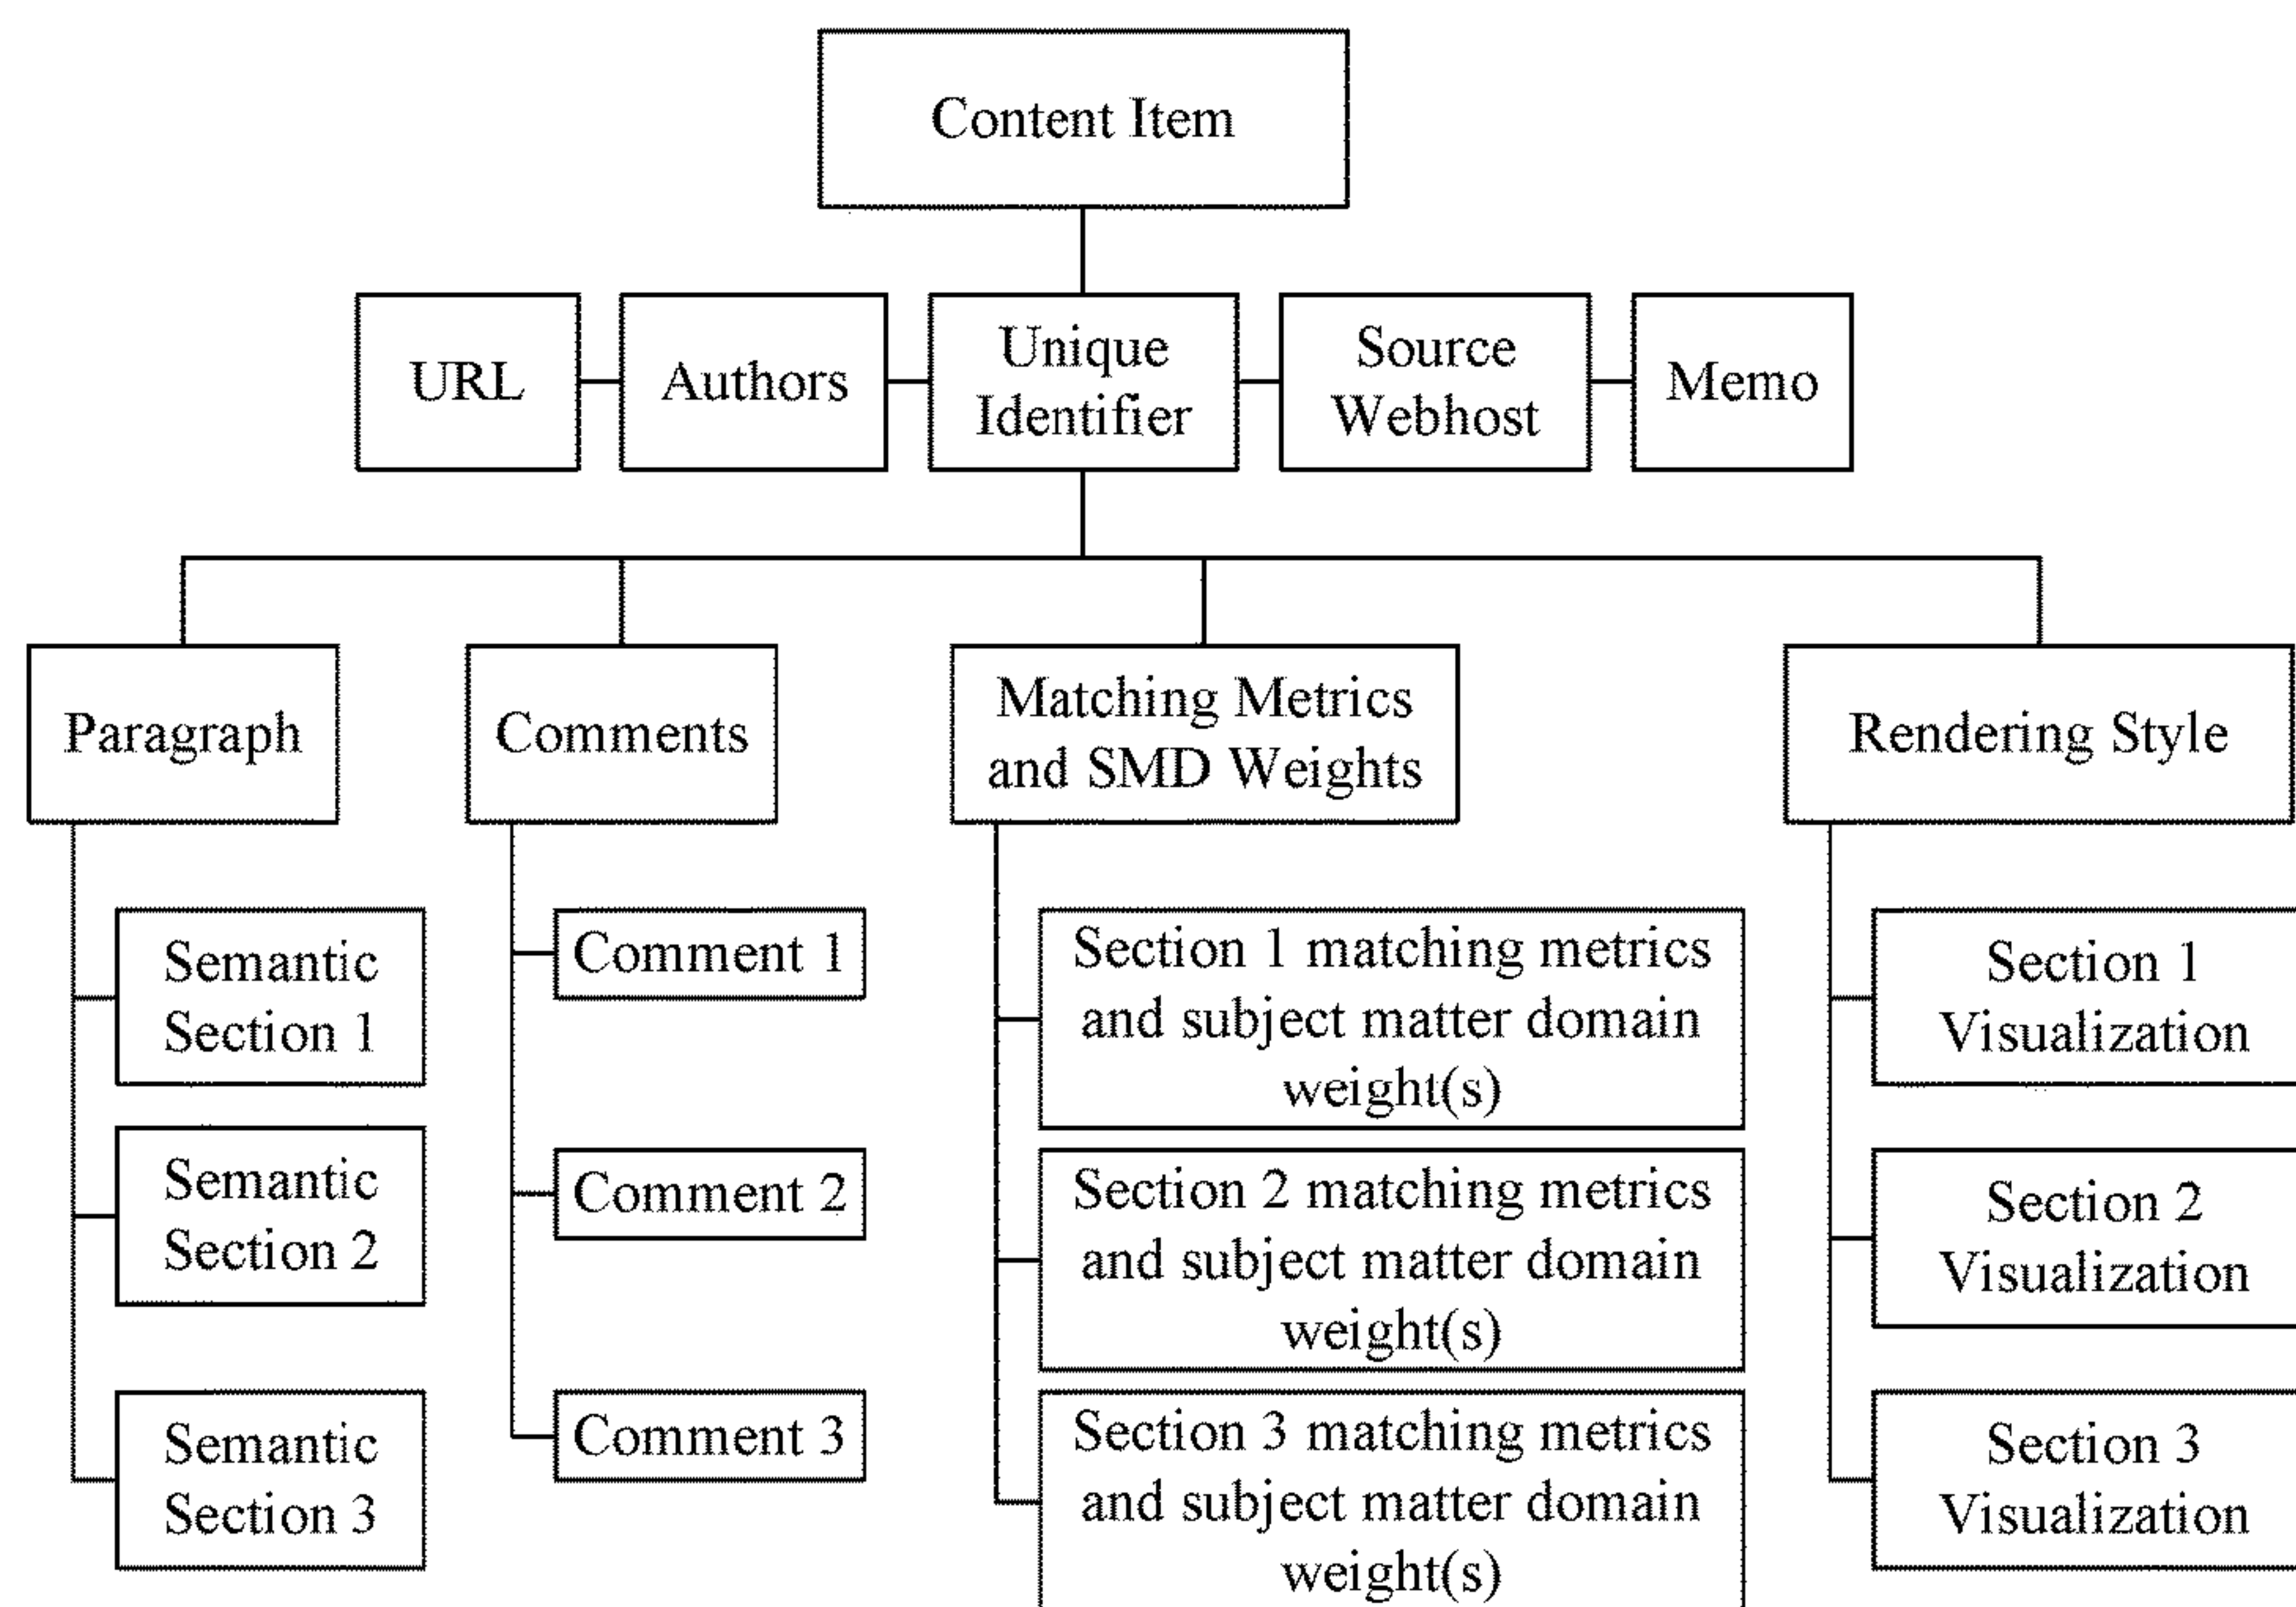 Content Item
URL
Authors
Unique
Identifier
Source
Webhost
Memo
Paragraph
Comments
Matching Metrics
and SMD Weights
Rendering Style
Semantic
Section 1
Semantic
Section 2
Semantic
Section 3
Comment 1
Comment 2
Comment 3
Section 1 matching metrics
and subject matter domain
weight(s)
Section 2 matching metrics
and subject matter domain
weight(s)
Section 3 matching metrics
and subject matter domain
weight(s)
Section 1
Visualization
Section 2
Visualization
Section 3
Visualization